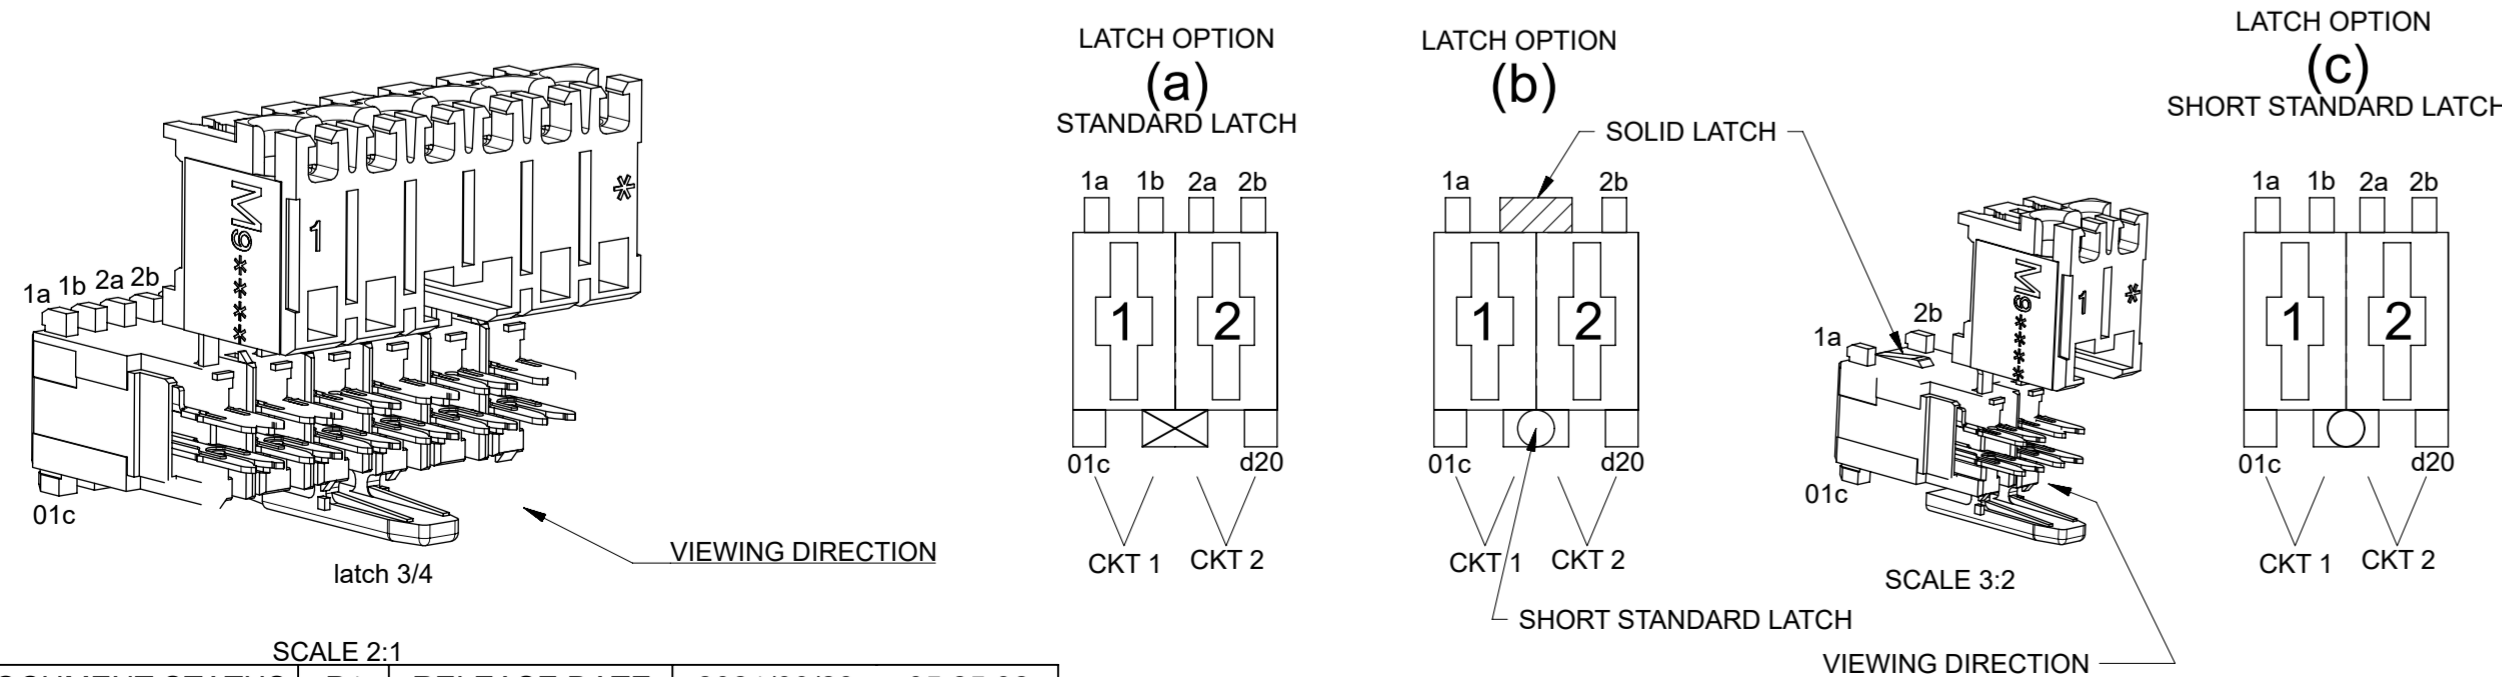 LATCH OPTION
(a)
STANDARD LATCH
LATCH OPTION
(b)
SOLID LATCH
LATCH OPTION
(c)
SHORT STANDARD LATCH
M6****
1
*
1a 1b 2a 2b
01c
latch 3/4
VIEWING DIRECTION
SCALE 2:1
1a 1b 2a 2b
1 2
01c d20
CKT 1 CKT 2
1a 2b
1 2
01c d20
CKT 1 CKT 2
SHORT STANDARD LATCH
M6****
1
*
1a 2b
01c
SCALE 3:2
VIEWING DIRECTION
1a 1b 2a 2b
1 2
01c d20
CKT 1 CKT 2